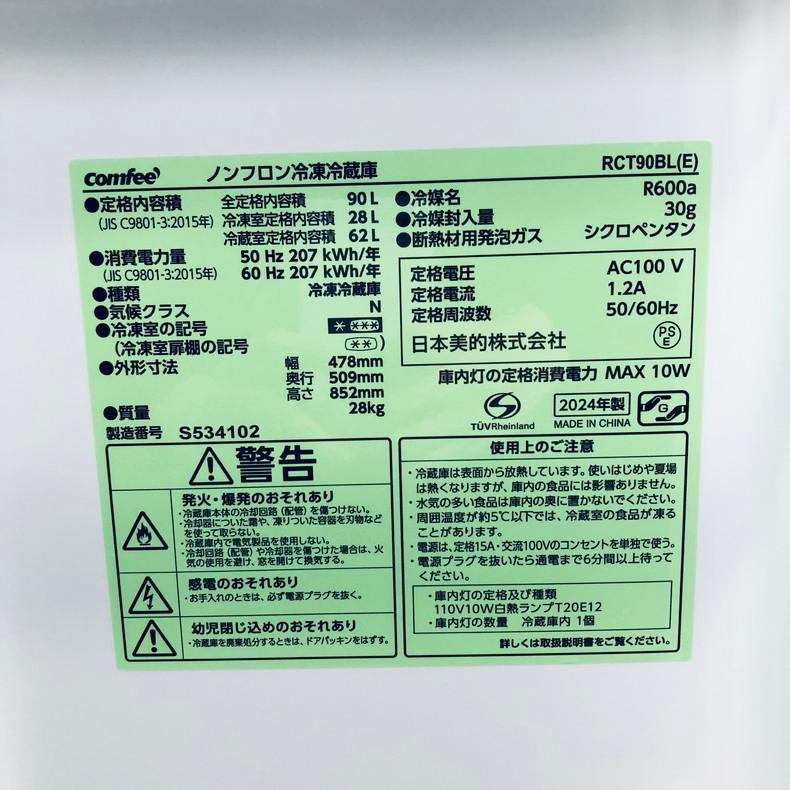 Comfee' ノンフロン冷凍冷蔵庫 RCT90BL(E)
●定格内容積 全定格内容積 90 L
(JIS C9801-3:2015年) 冷凍室定格内容積 28 L
冷蔵室定格内容積 62 L
●消費電力量 50 Hz 207 kWh/年
(JIS C9801-3:2015年) 60 Hz 207 kWh/年
●種類 冷凍冷蔵庫
●気候クラス N
●冷凍室の記号 * ***
(冷凍室扉棚の記号 (**) )
●外形寸法 幅 478mm
奥行 509mm
高さ 852mm
●質量 28kg
製造番号 S534102
●冷媒名 R600a
●冷媒封入量 30g
●断熱材用発泡ガス シクロペンタン
定格電圧 AC100 V
定格電流 1.2A
定格周波数 50/60Hz
日本美的株式会社 PS E
庫内灯の定格消費電力 MAX 10W
TÜVRheinland
2024年製
MADE IN CHINA
G
警告
発火・爆発のおそれあり
・冷蔵庫本体の冷却回路(配管)を傷つけない。
・冷却器についた霜や、凍りついた容器を刃物など
を使って取らない。
・冷蔵庫内で電気製品を使用しない。
・冷却回路(配管)や冷却器を傷つけた場合は、火
気の使用を避け、窓を開けて換気する。
感電のおそれあり
・お手入れのときは、必ず電源プラグを抜く。
幼児閉じ込めのおそれあり
・冷蔵庫を廃棄処分するときは、ドアパッキンをはずす。
使用上のご注意
・冷蔵庫は表面から放熱しています。使いはじめや夏場
は熱くなりますが、庫内の食品には影響ありません。
・水気の多い食品は庫内の奥に置かないでください。
・周囲温度が約5℃以下では、冷蔵室の食品が凍る
ことがあります。
・電源は、定格15A・交流100Vのコンセントを単独で使う。
・電源プラグを抜いたら通電まで6分間以上待って
ください。
・庫内灯の定格及び種類
110V10W白熱ランプT20E12
・庫内灯の数量 冷蔵庫内 1個
詳しくは取扱説明書をご覧ください。